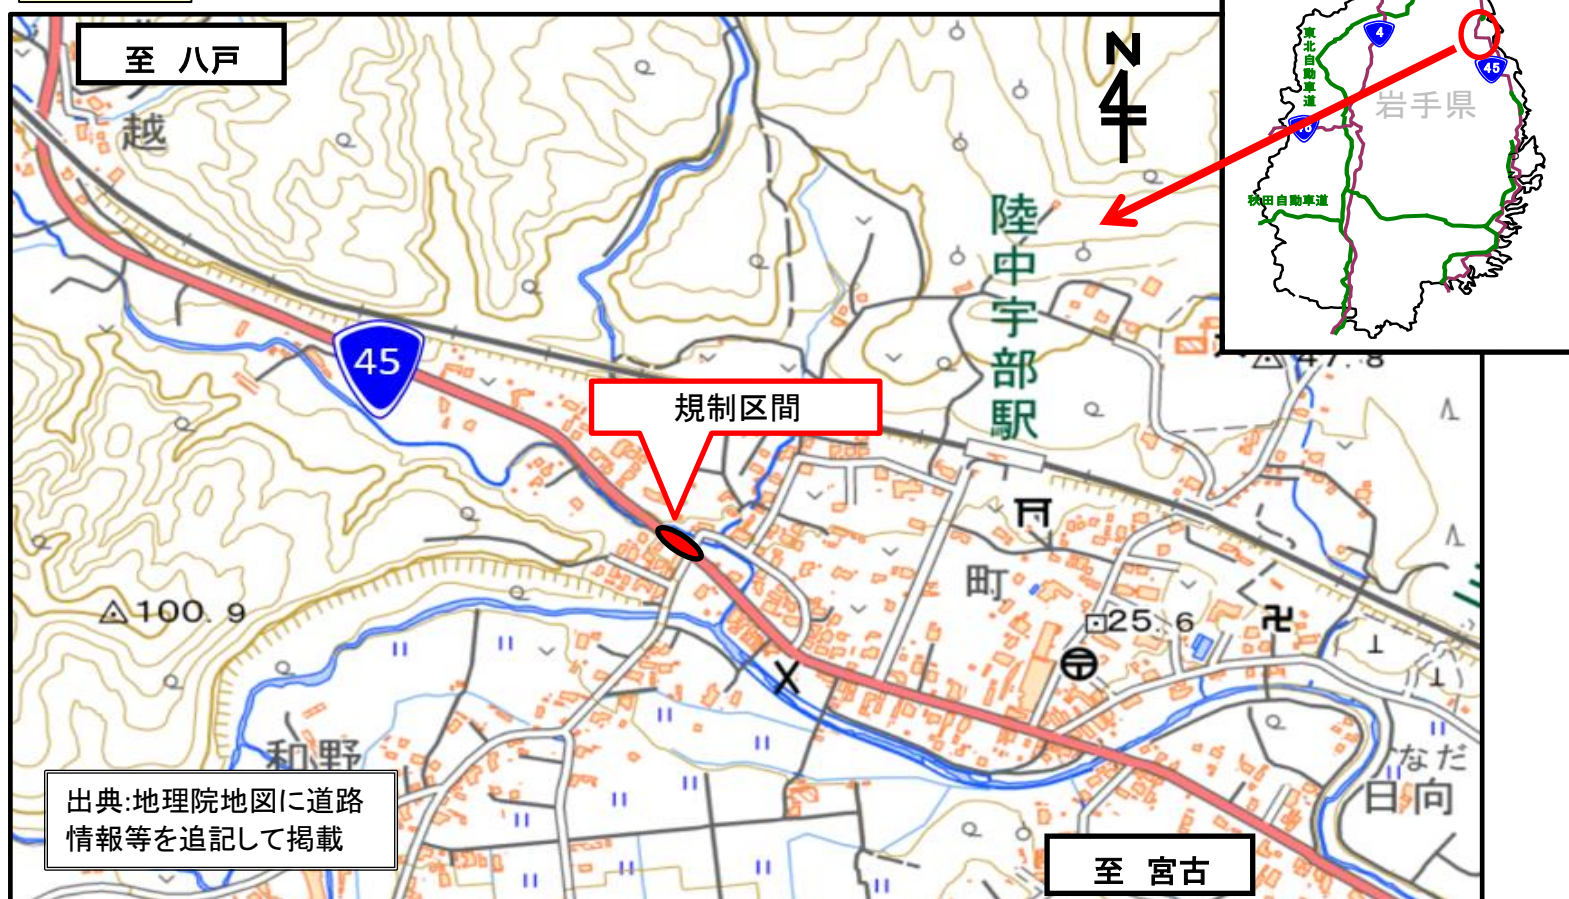 至 八戸
越
N
4
45
東北自動車道
岩手県
秋田自動車道
陸中宇部駅
45
47.8
規制区間
町
100.9
25.6
和野
なだ
日向
出典:地理院地図に道路
情報等を追記して掲載
至 宮古